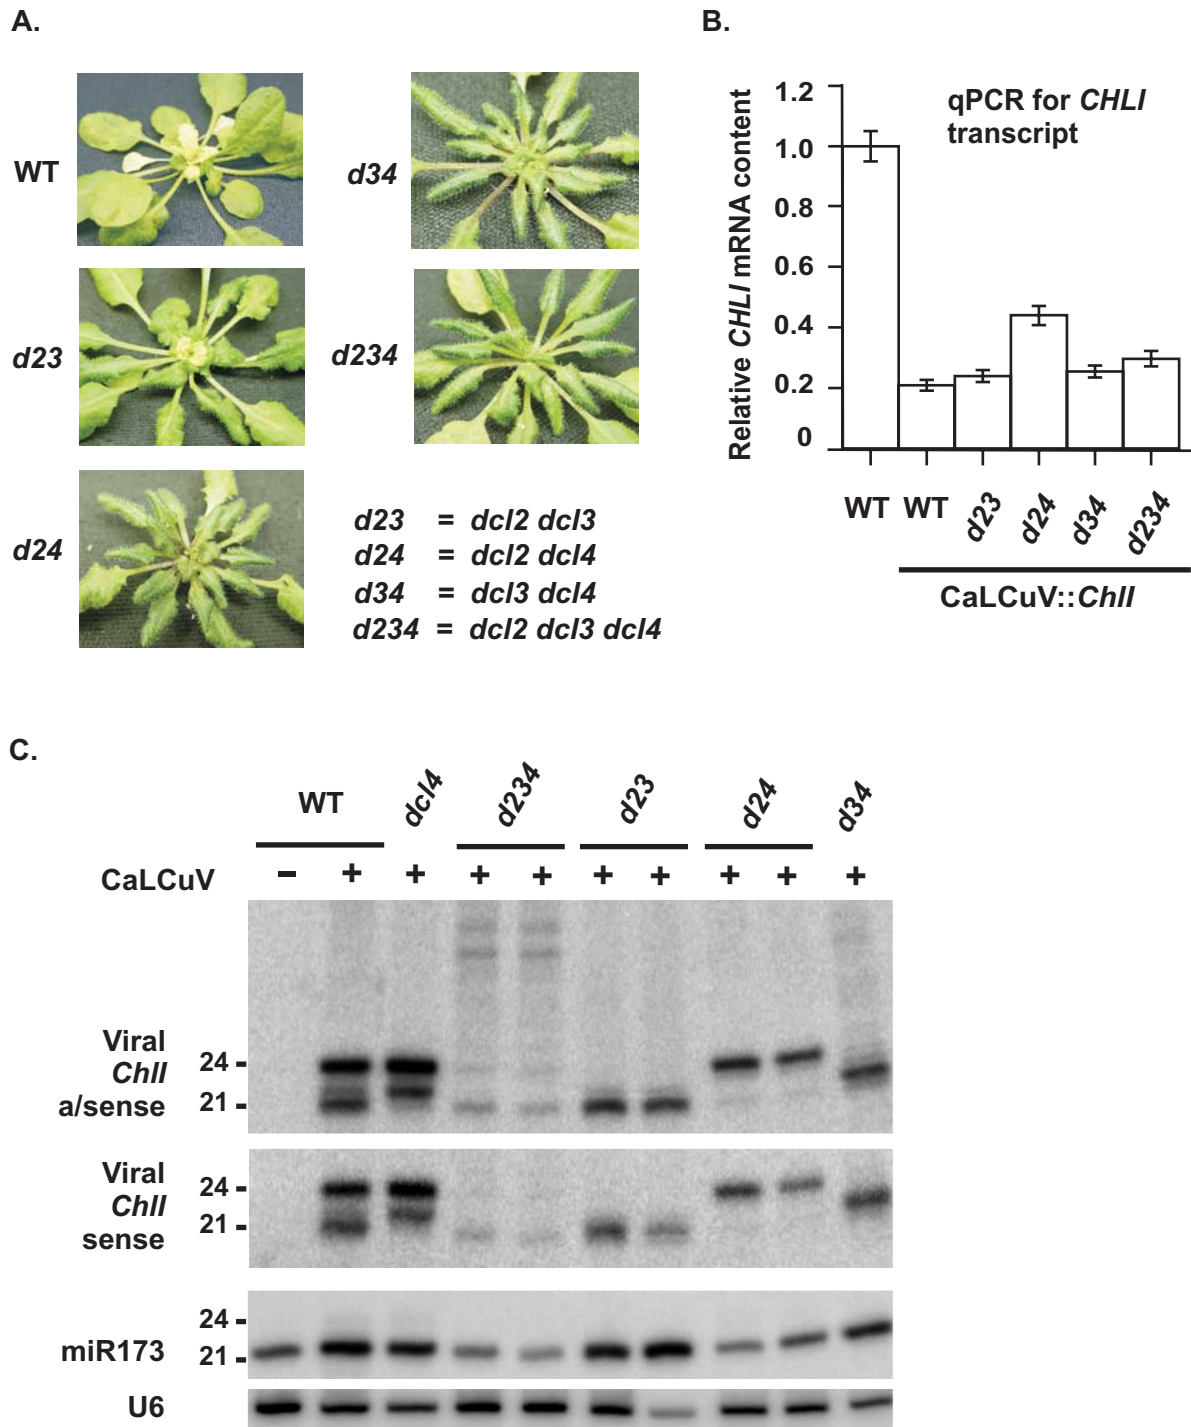 A.
WT
d23
d24
d34
d234
d23 = dcl2 dcl3
d24 = dcl2 dcl4
d34 = dcl3 dcl4
d234 = dcl2 dcl3 dcl4
B.
qPCR for CHLI
transcript
Relative CHLI mRNA content
1.2
1.0
0.8
0.6
0.4
0.2
0
WT WT d23 d24 d34 d234
CaLCuV::ChlI
C.
WT dcl4 d234 d23 d24 d34
CaLCuV - + + + + + + + + +
Viral
ChlI
a/sense
24
21
Viral
ChlI
sense
24
21
miR173
24
21
U6